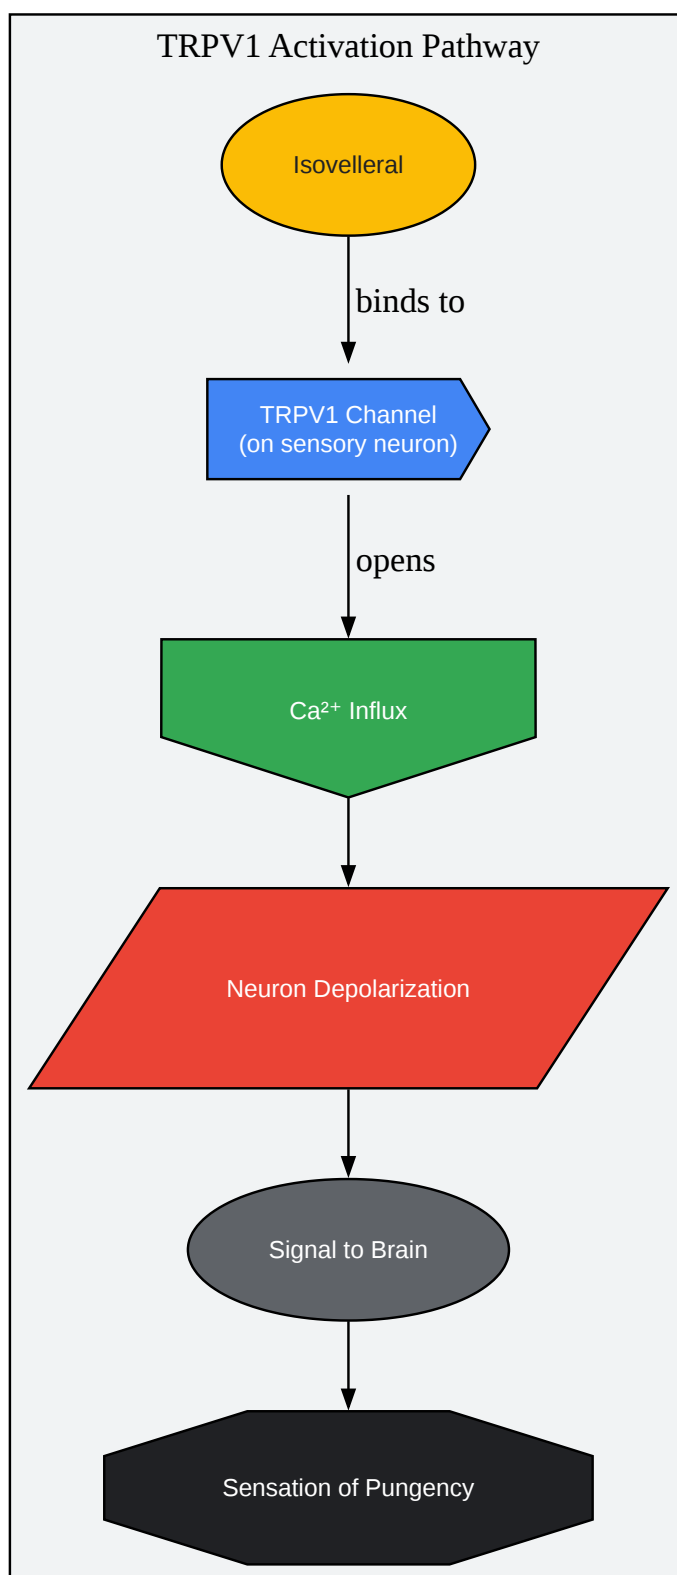 TRPV1 Activation Pathway
Isovelleral
binds to
TRPV1 Channel
(on sensory neuron)
opens
Ca²⁺ Influx
Neuron Depolarization
Signal to Brain
Sensation of Pungency